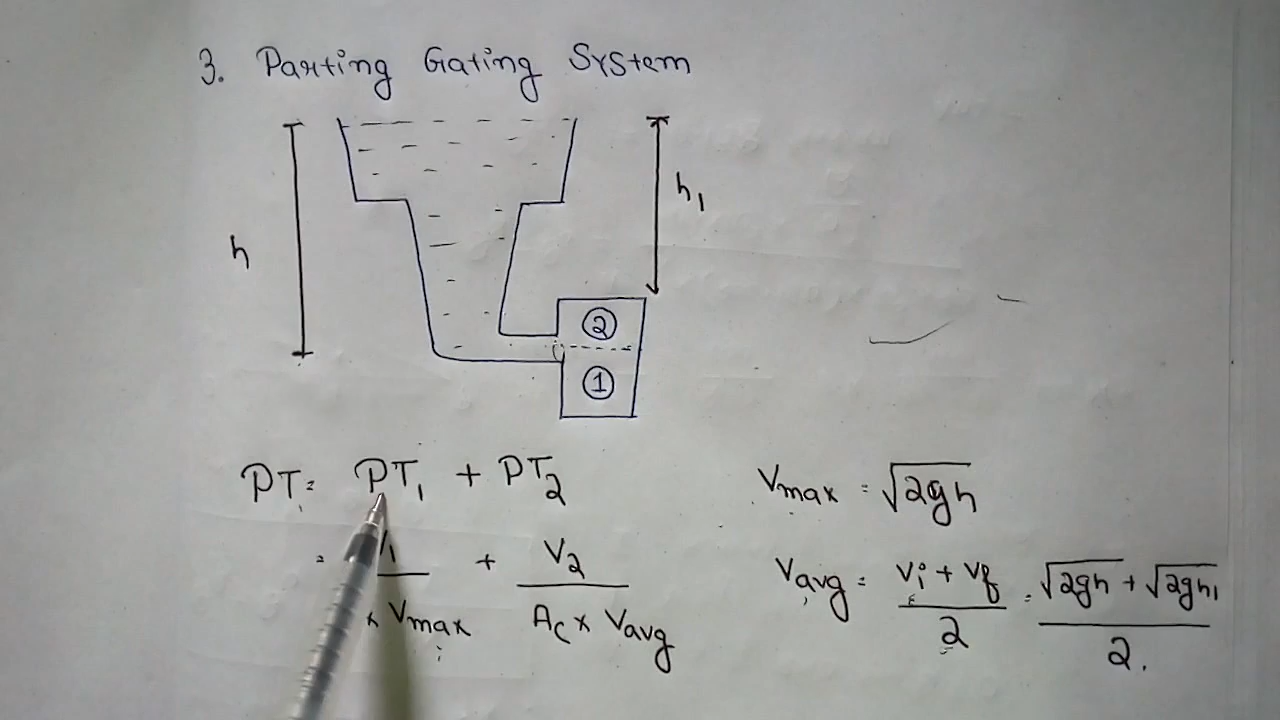 3. Parting Gating System
h
h₁
②
①
PT = PT₁ + PT₂
= + V₂
x Vmax Ac x Vavg
Vmax = √2gh
Vavg = Vi + Vf = √2gh + √2gh₁
2 2.